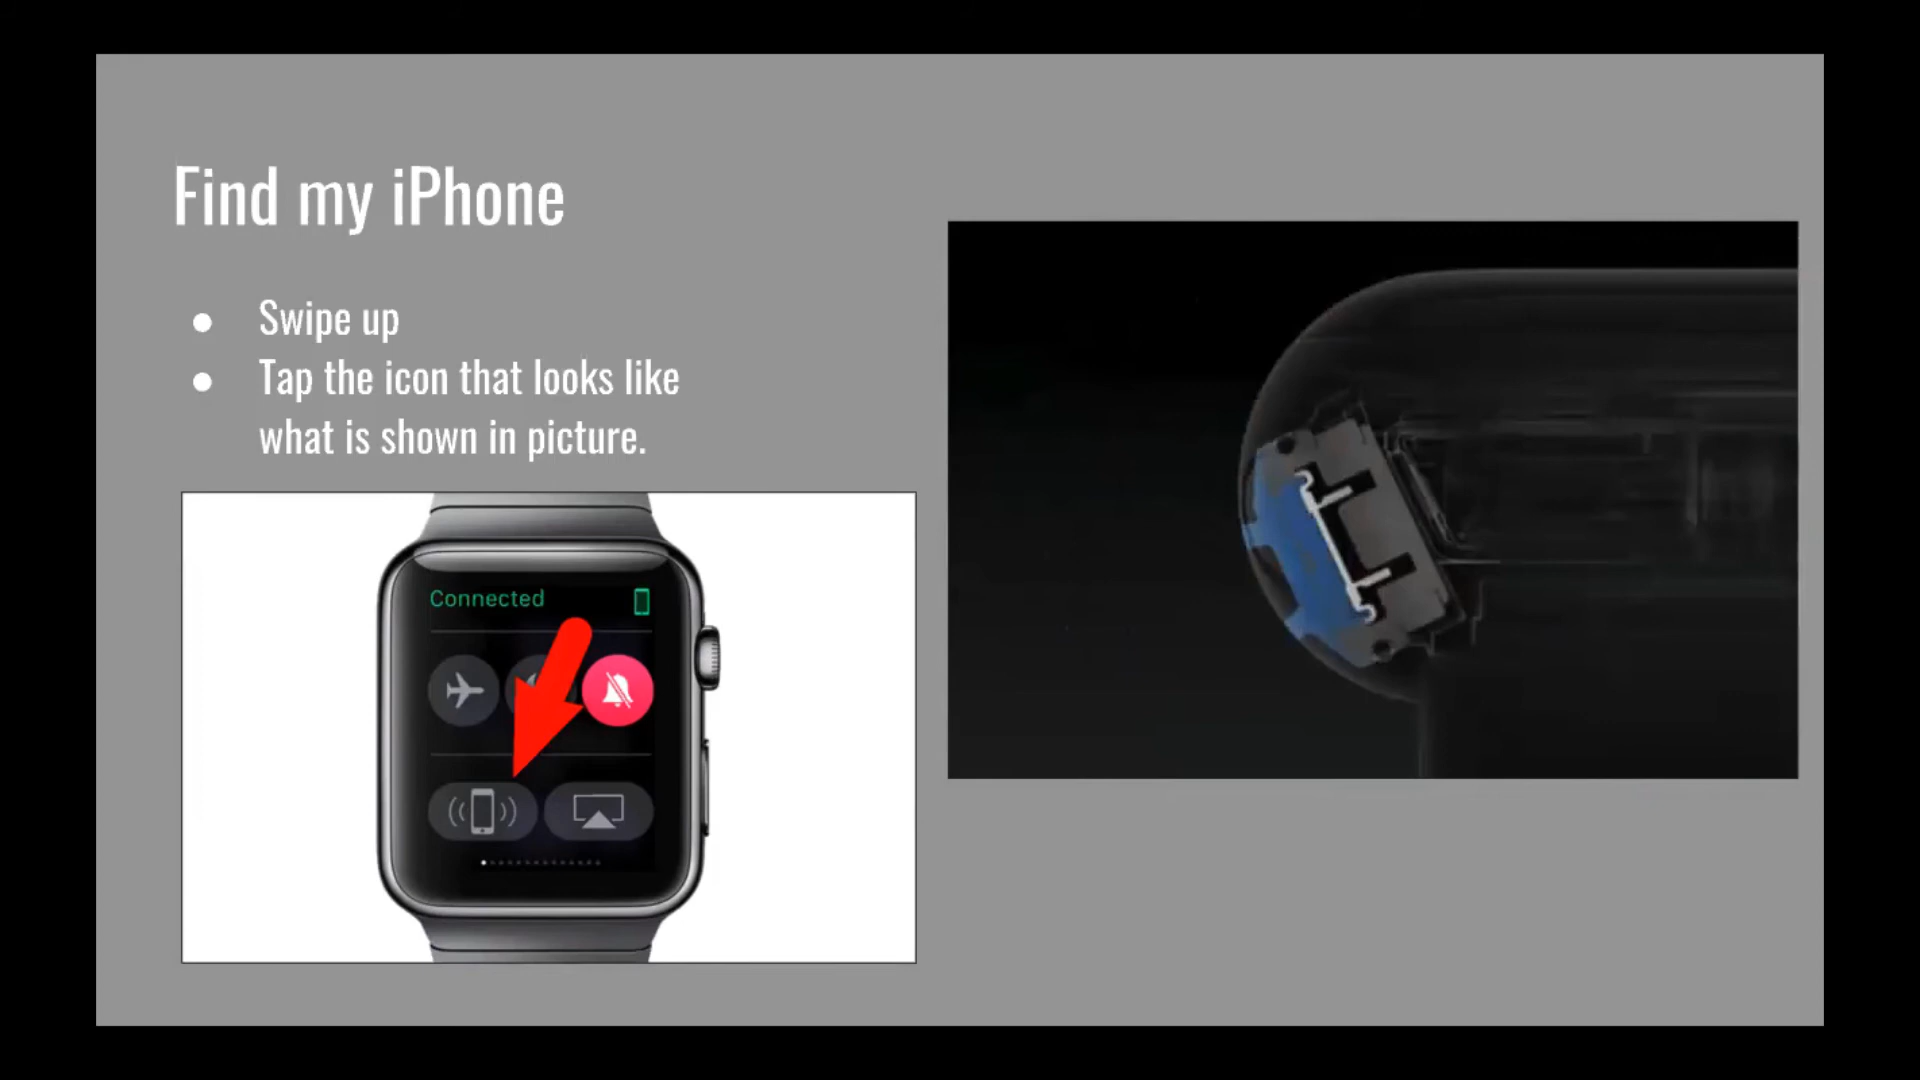 Find my iPhone
● Swipe up
● Tap the icon that looks like
what is shown in picture.
Connected